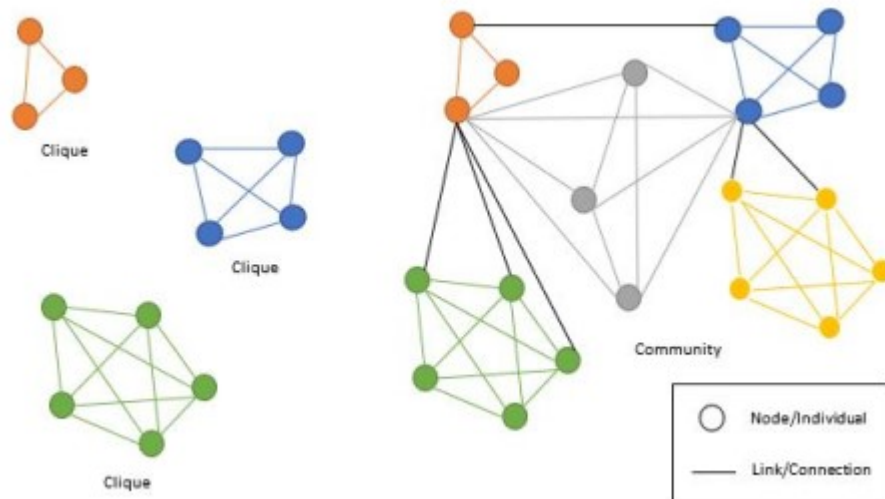 Clique
Clique
Clique
Community
Node/Individual
Link/Connection